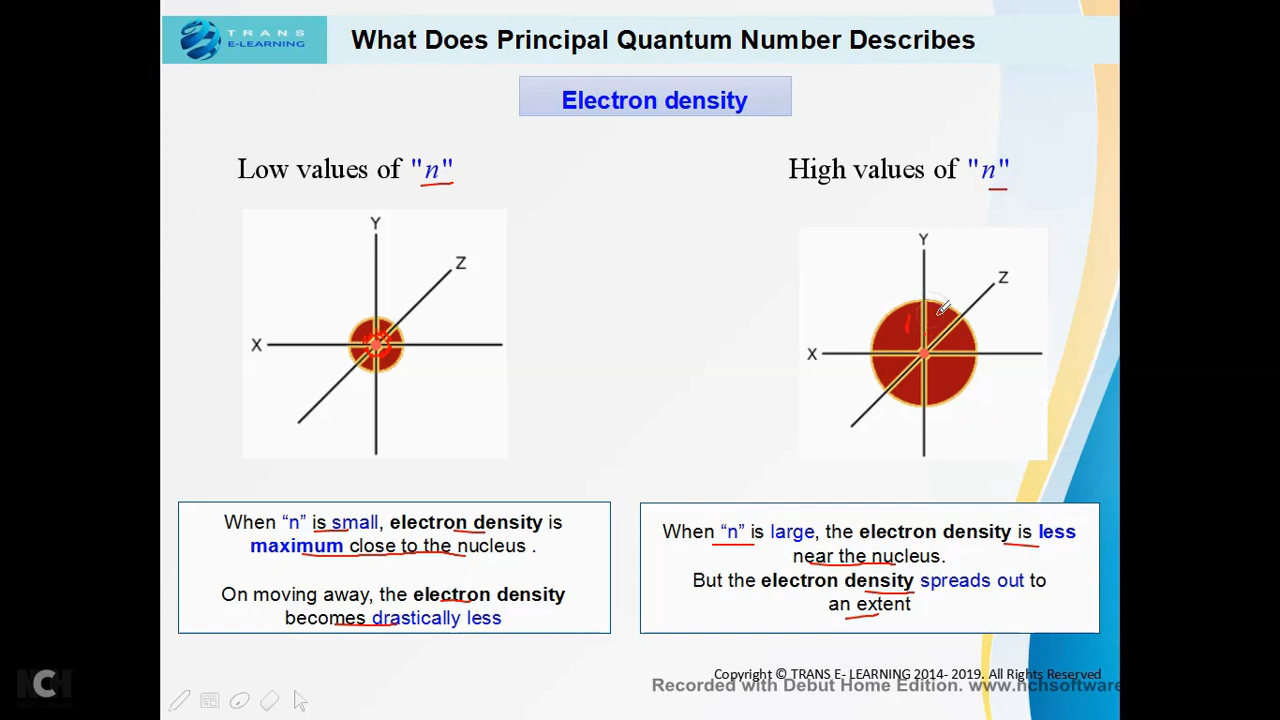 TRANS
E-LEARNING
What Does Principal Quantum Number Describes
Electron density
Low values of "n"
High values of "n"
Y
Z
X
Y
Z
X
When “n” is small, electron density is
maximum close to the nucleus .
On moving away, the electron density
becomes drastically less
When “n” is large, the electron density is less
near the nucleus.
But the electron density spreads out to
an extent
Copyright © TRANS E- LEARNING 2014- 2019. All Rights Reserved
Recorded with Debut Home Edition. www.nchsoftware
NCH